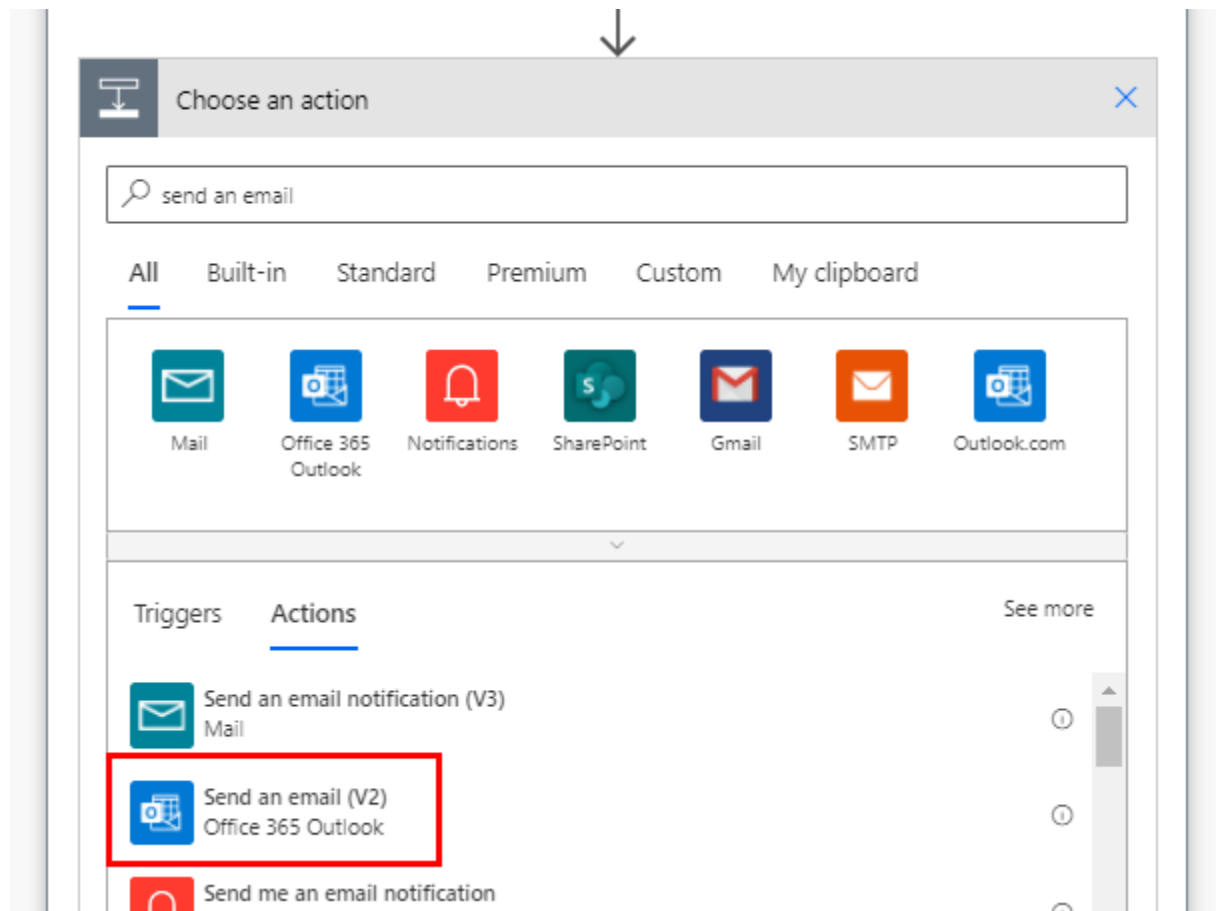 Choose an action
send an email
All Built-in Standard Premium Custom My clipboard
Mail Office 365 Outlook Notifications SharePoint Gmail SMTP Outlook.com
Triggers Actions See more
Send an email notification (V3)
Mail
Send an email (V2)
Office 365 Outlook
Send me an email notification